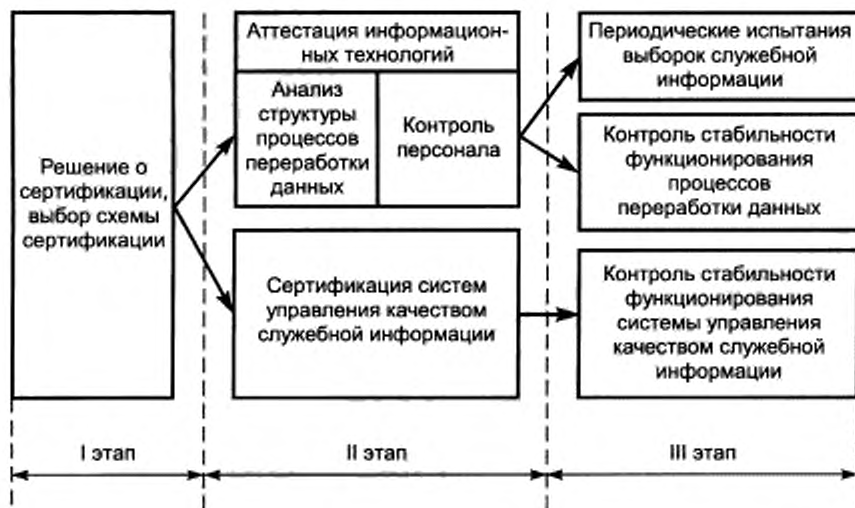 Решение о
сертификации,
выбор схемы
сертификации
Аттестация информацион-
ных технологий
Анализ
структуры
процессов
переработки
данных
Контроль
персонала
Сертификация систем
управления качеством
служебной информации
Периодические испытания
выборок служебной
информации
Контроль стабильности
функционирования
процессов
переработки данных
Контроль стабильности
функционирования
системы управления
качеством служебной
информации
I этап
II этап
III этап